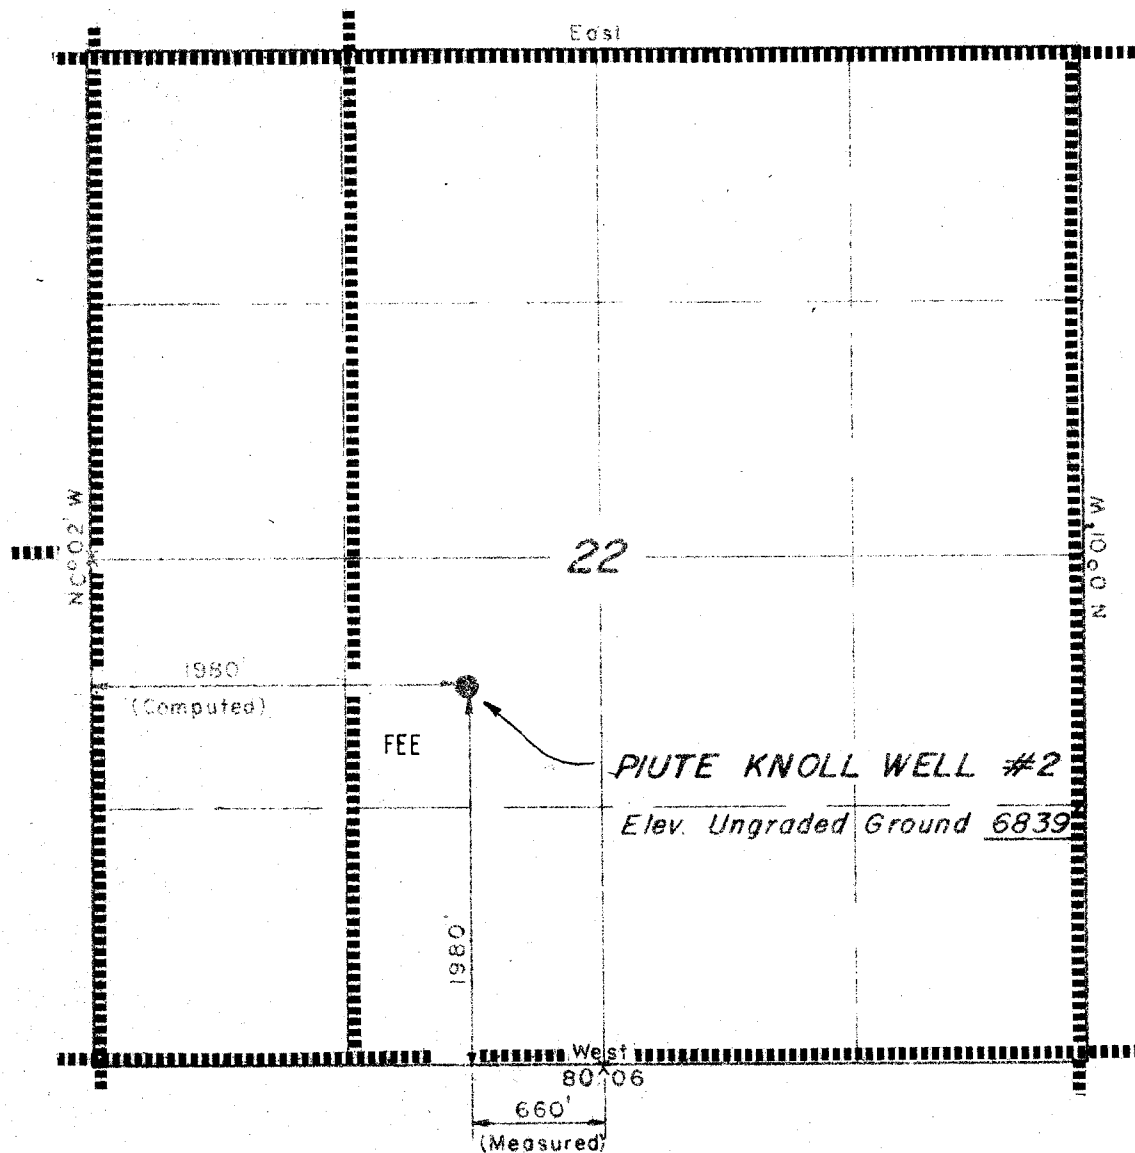 East
N0°02' W
22
N 0°01' W
1980'
(Computed)
FEE
PIUTE KNOLL WELL #2
Elev. Ungraded Ground 6839
1980'
West
80.06
660'
(Measured)